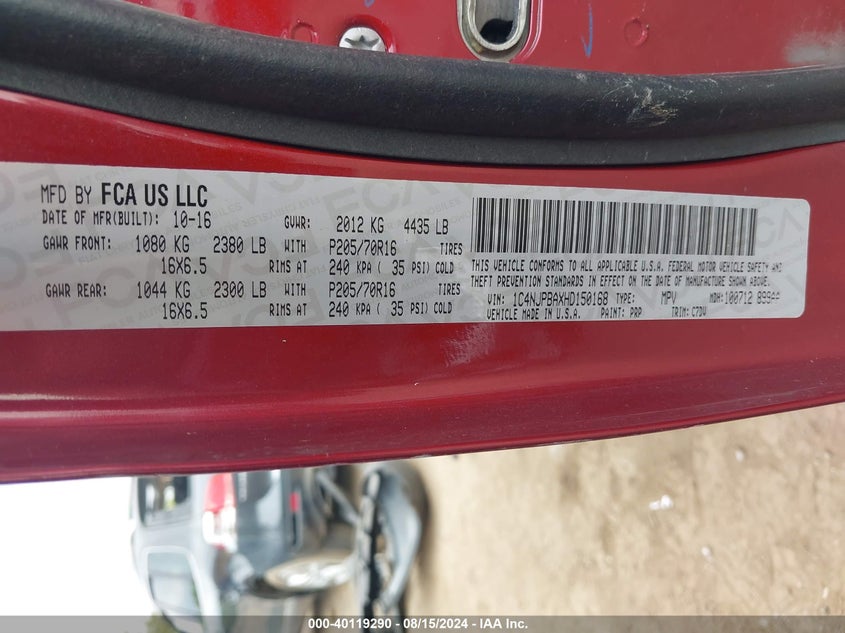 MFD BY FCA US LLC
DATE OF MFR(BUILT): 10-16 GVWR: 2012 KG 4435 LB
GAWR FRONT: 1080 KG 2380 LB WITH P205/70R16 TIRES
16X6.5 RIMS AT 240 KPA ( 35 PSI) COLD
GAWR REAR: 1044 KG 2300 LB WITH P205/70R16 TIRES
16X6.5 RIMS AT 240 KPA ( 35 PSI) COLD
THIS VEHICLE CONFORMS TO ALL APPLICABLE U.S.A. FEDERAL MOTOR VEHICLE SAFETY AND
THEFT PREVENTION STANDARDS IN EFFECT ON THE DATE OF MANUFACTURE SHOWN ABOVE.
VIN: 1C4NJPBAXHD150168 TYPE: MPV MDH: 100712
VEHICLE MADE IN U.S.A. PAINT: PRP TRIM: C7DV
000-40119290 - 08/15/2024 - IAA Inc.